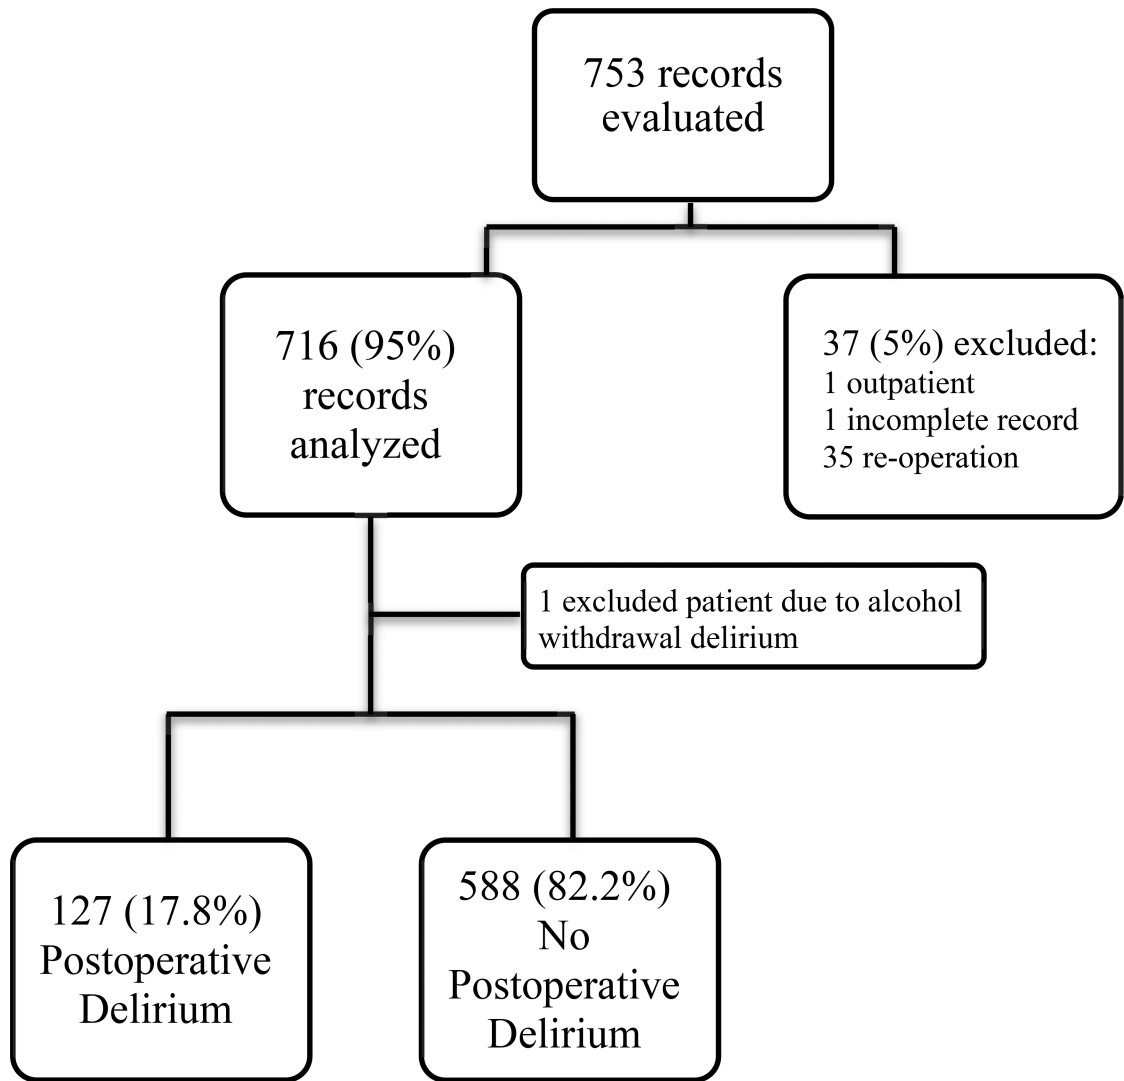 753 records
evaluated
716 (95%)
records
analyzed
37 (5%) excluded:
1 outpatient
1 incomplete record
35 re-operation
1 excluded patient due to alcohol
withdrawal delirium
127 (17.8%)
Postoperative
Delirium
588 (82.2%)
No
Postoperative
Delirium